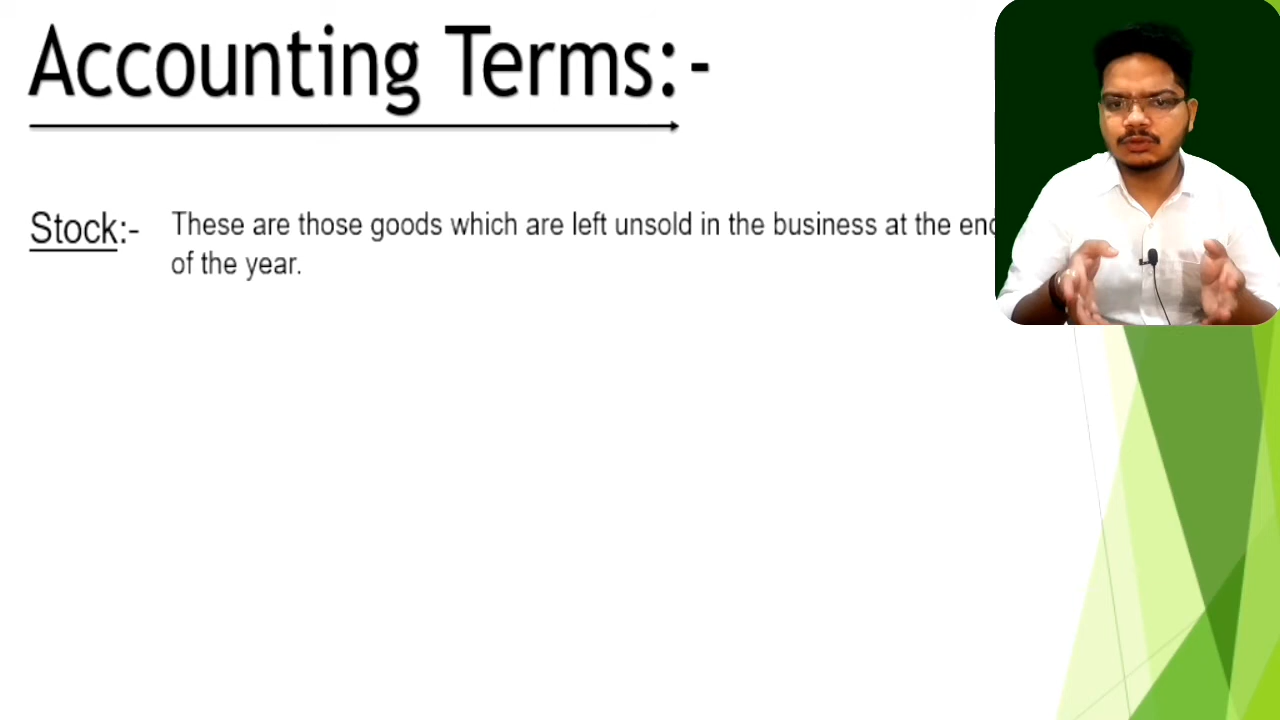 Accounting Terms:-
Stock:- These are those goods which are left unsold in the business at the end
of the year.